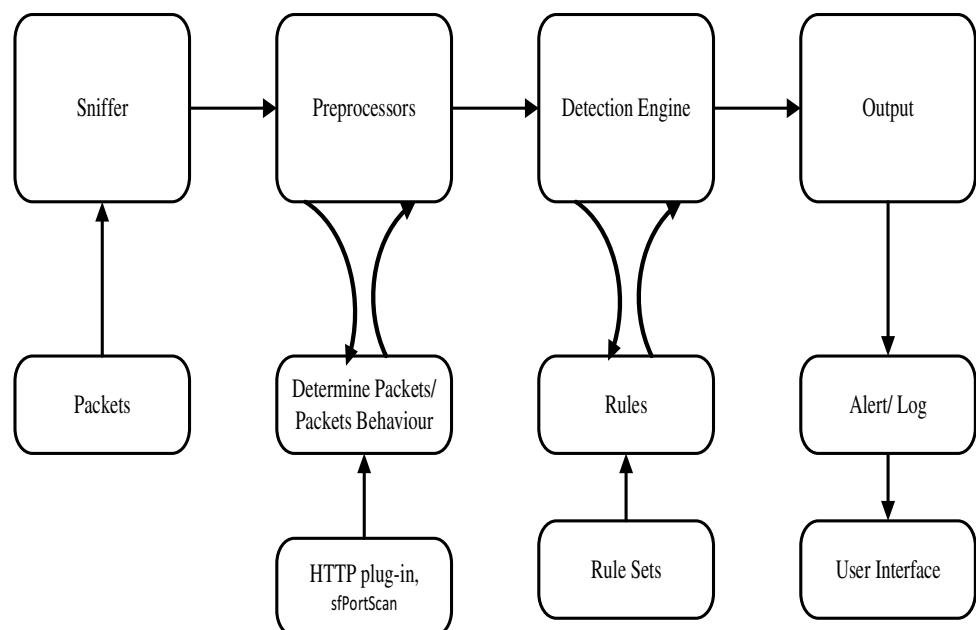 Sniffer
Preprocessors
Detection Engine
Output
Packets
Determine Packets/
Packets Behaviour
Rules
Alert/ Log
HTTP plug-in,
sfPortScan
Rule Sets
User Interface